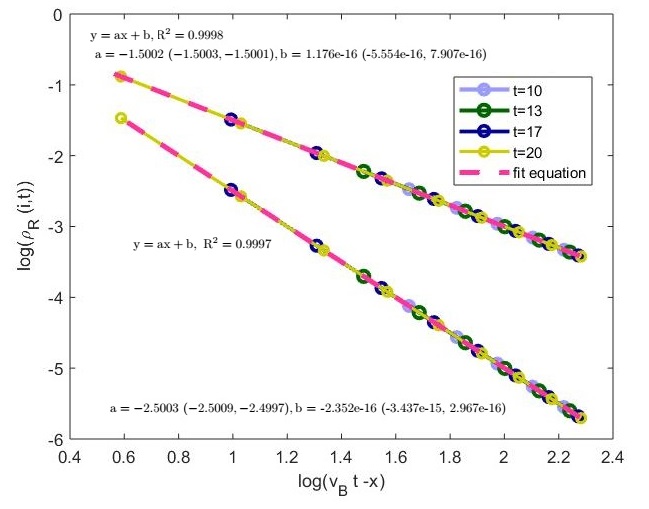 y = ax + b, R² = 0.9998
a = −1.5002 (−1.5003, −1.5001), b = 1.176e-16 (-5.554e-16, 7.907e-16)
t=10
t=13
t=17
t=20
fit equation
y = ax + b, R² = 0.9997
a = −2.5003 (−2.5009, −2.4997), b = -2.352e-16 (-3.437e-15, 2.967e-16)
0
-1
-2
-3
-4
-5
-6
log(ρ_R (i,t))
0.4 0.6 0.8 1 1.2 1.4 1.6 1.8 2 2.2 2.4
log(v_B t -x)